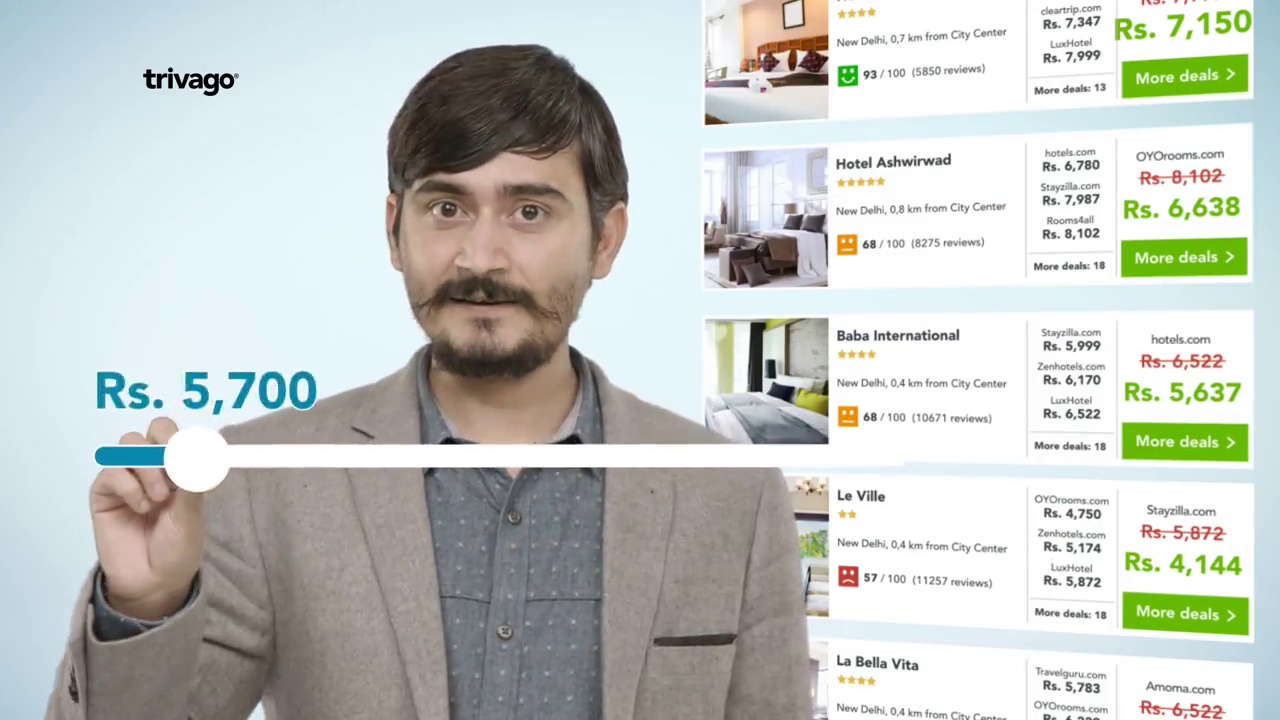 trivago
Rs. 5,700
cleartrip.com
Rs. 7,347
LuxHotel
Rs. 7,999
More deals: 13
New Delhi, 0,7 km from City Center
93 / 100 (5850 reviews)
Rs. 7,150
More deals >
Hotel Ashwirwad
New Delhi, 0,8 km from City Center
68 / 100 (8275 reviews)
hotels.com
Rs. 6,780
Stayzilla.com
Rs. 7,987
Rooms4all
Rs. 8,102
More deals: 18
OYOrooms.com
Rs. 8,102
Rs. 6,638
More deals >
Baba International
New Delhi, 0,4 km from City Center
68 / 100 (10671 reviews)
Stayzilla.com
Rs. 5,999
Zenhotels.com
Rs. 6,170
LuxHotel
Rs. 6,522
More deals: 18
hotels.com
Rs. 6,522
Rs. 5,637
More deals >
Le Ville
New Delhi, 0,4 km from City Center
57 / 100 (11257 reviews)
OYOrooms.com
Rs. 4,750
Zenhotels.com
Rs. 5,174
LuxHotel
Rs. 5,872
More deals: 18
Stayzilla.com
Rs. 5,872
Rs. 4,144
More deals >
La Bella Vita
New Delhi, 0,4 km from City Center
Travelguru.com
Rs. 5,783
OYOrooms.com
Amoma.com
Rs. 6,522